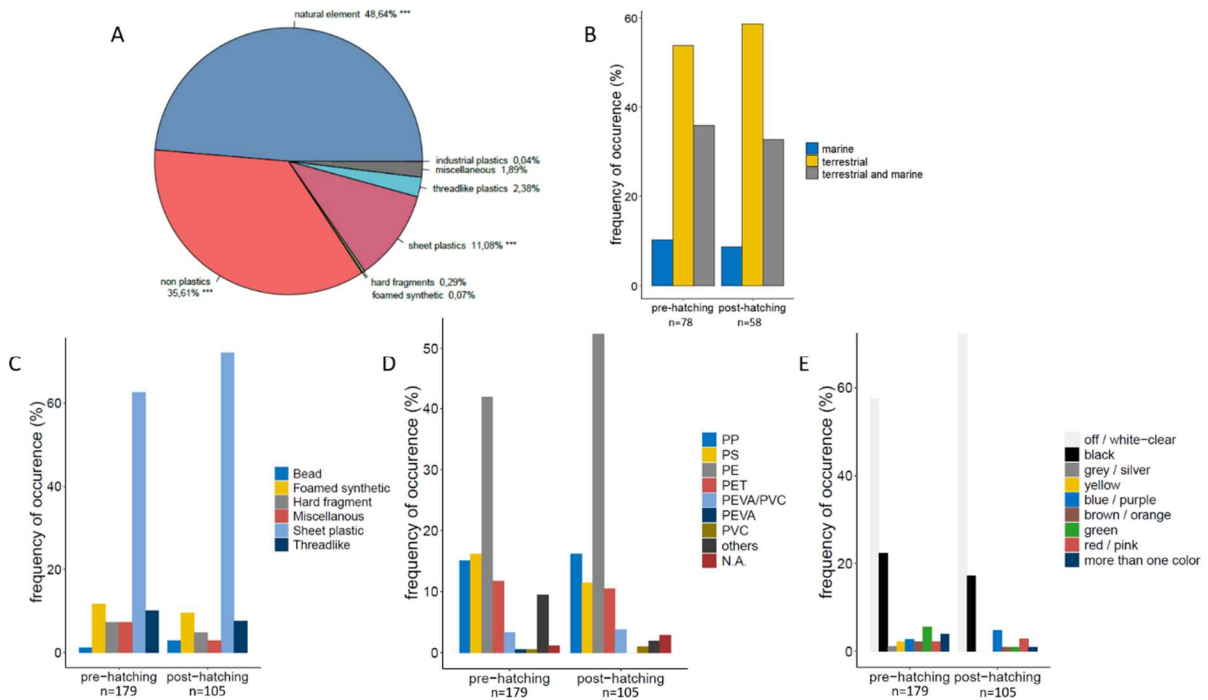 A
natural element 48,64% ***
industrial plastics 0,04%
miscellaneous 1,89%
threadlike plastics 2,38%
sheet plastics 11,08% ***
hard fragments 0,29%
foamed synthetic 0,07%
non plastics
35,61% ***
B
frequency of occurence (%)
60
40
20
0
pre-hatching
n=78
post-hatching
n=58
marine
terrestrial
terrestrial and marine
C
frequency of occurence (%)
60
40
20
0
pre-hatching
n=179
post-hatching
n=105
Bead
Foamed synthetic
Hard fragment
Miscellanous
Sheet plastic
Threadlike
D
frequency of occurence (%)
50
40
30
20
10
0
pre-hatching
n=179
post-hatching
n=105
PP
PS
PE
PET
PEVA/PVC
PEVA
PVC
others
N.A.
E
frequency of occurence (%)
60
40
20
0
pre-hatching
n=179
post-hatching
n=105
off / white-clear
black
grey / silver
yellow
blue / purple
brown / orange
green
red / pink
more than one color